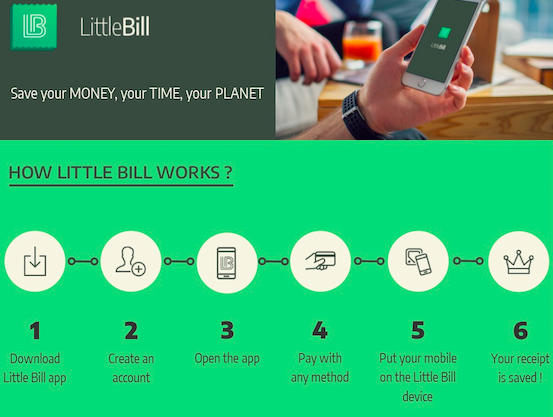 LittleBill
Save your MONEY, your TIME, your PLANET
HOW LITTLE BILL WORKS ?
1
Download
Little Bill app
2
Create an
account
3
Open the app
4
Pay with
any method
5
Put your mobile
on the Little Bill
device
6
Your receipt
is saved !